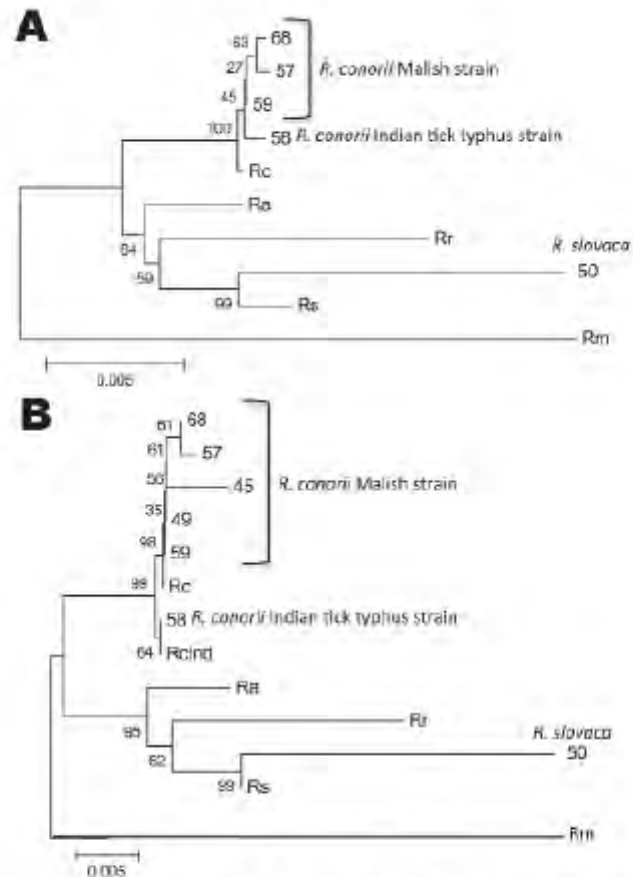 A
63
68
27
57
R. conorii Malish strain
45
59
100
58 R. conorii Indian tick typhus strain
Rc
Ra
64
Rr
R. slovaca
59
50
99
Rs
Rm
0.005
B
61
68
61
57
56
45
R. conorii Malish strain
35
49
98
59
99
Rc
58 R. conorii Indian tick typhus strain
64
RcInd
Ra
95
Rr
R. slovaca
62
50
99
Rs
Rm
0.005